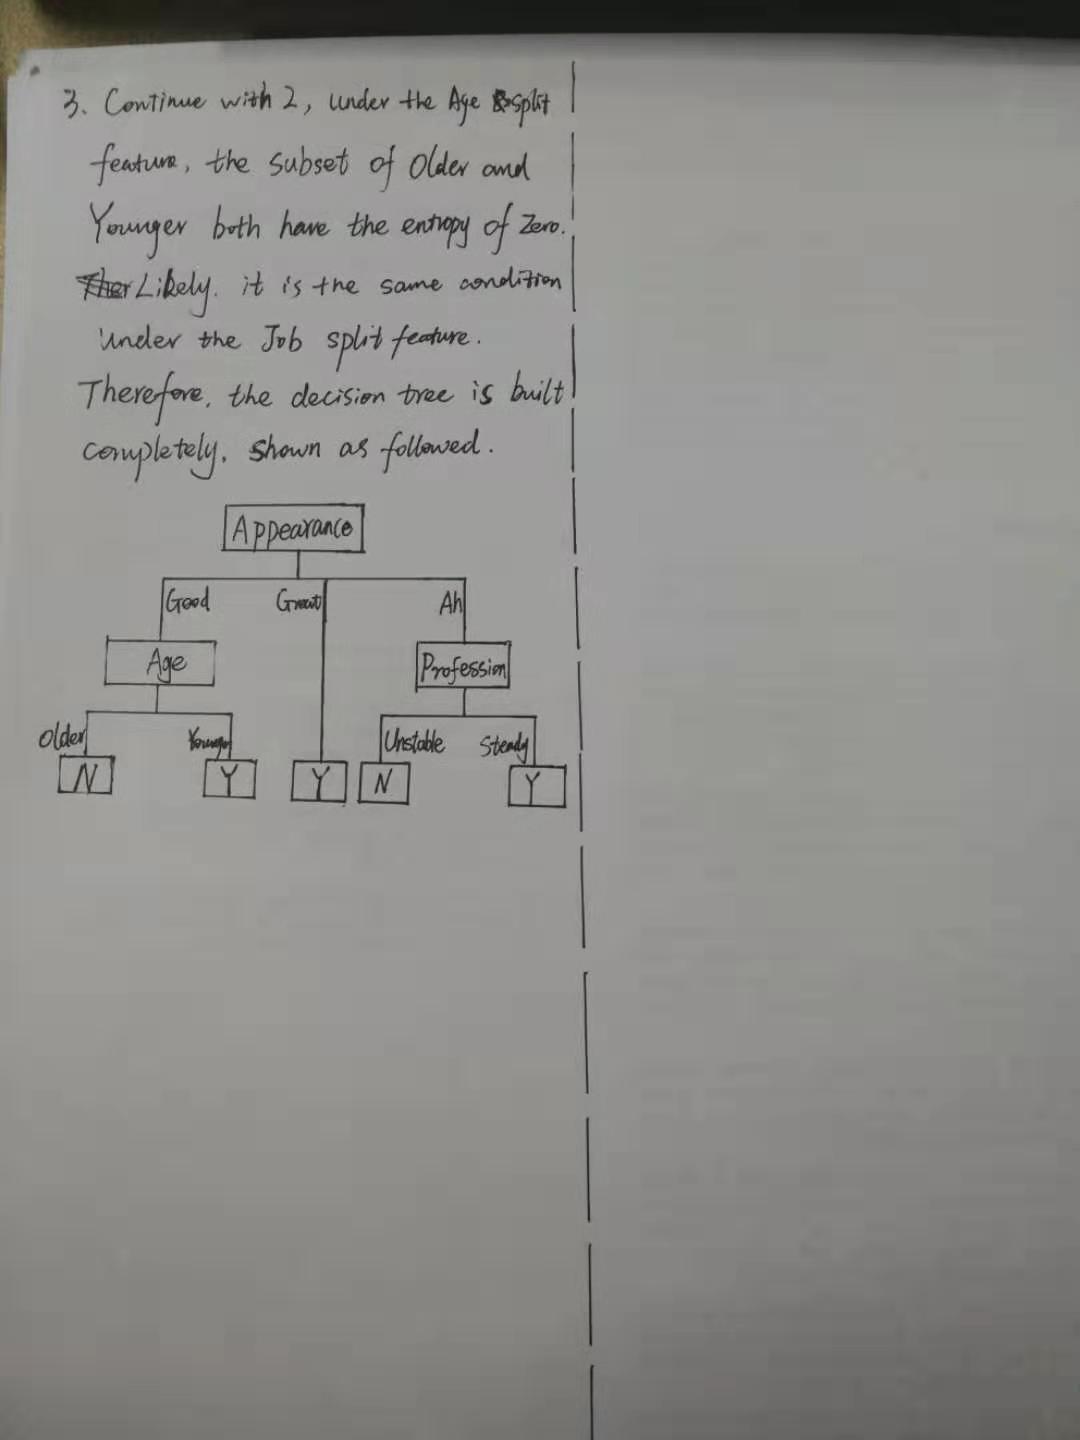 3. Continue with 2, under the Age split
feature, the subset of Older and
Younger both have the entropy of Zero.
Likely. it is the same condition
under the Job split feature.
Therefore, the decision tree is built
completely, shown as followed.
Appearance
Good Great Ah
Age Profession
Older Younger Unstable Steady
N Y Y N Y